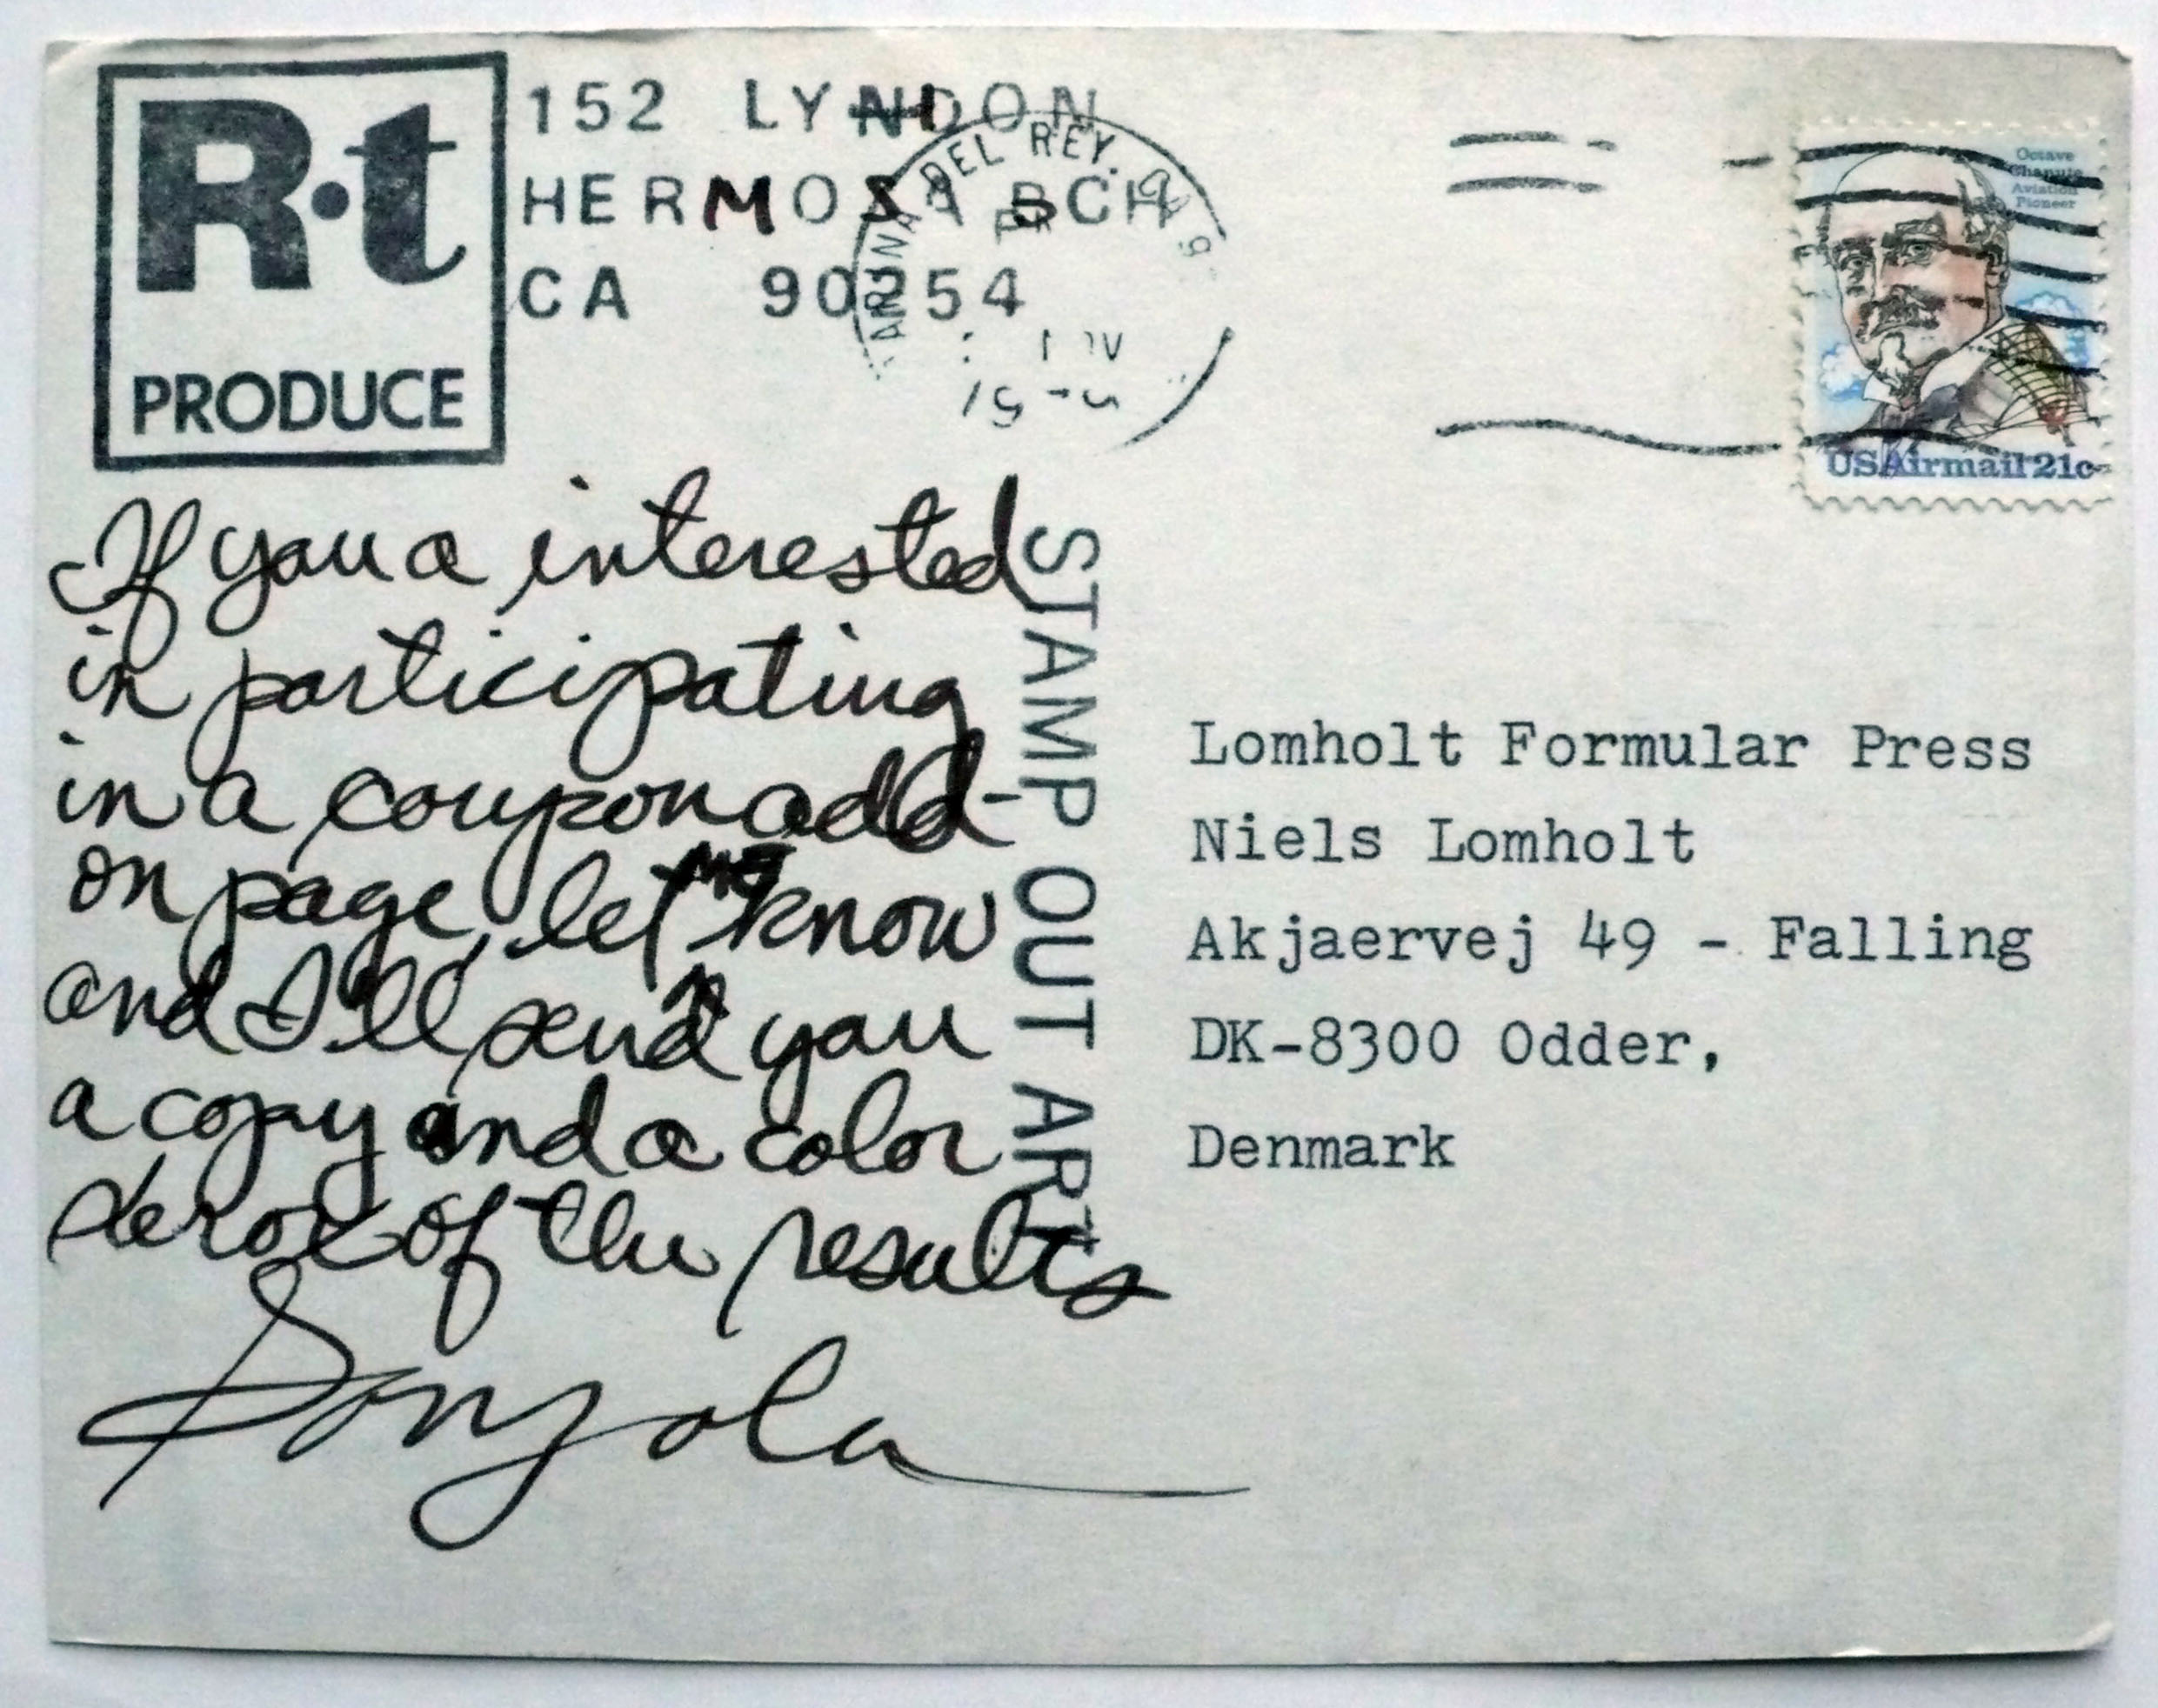 R.t
PRODUCE
152 LYNDON
HERMOSA BCH
CA 90254
MARINA DEL REY.
Octave
Chanute
Aviation
Pioneer
USAirmail 21c
If you a interested
in participating
in a coupon add-
on page, let ME know
and I'll send you
a copy and a color
Xerox of the results
Sonzola
STAMP OUT ART
Lomholt Formular Press
Niels Lomholt
Akjaervej 49 - Falling
DK-8300 Odder,
Denmark